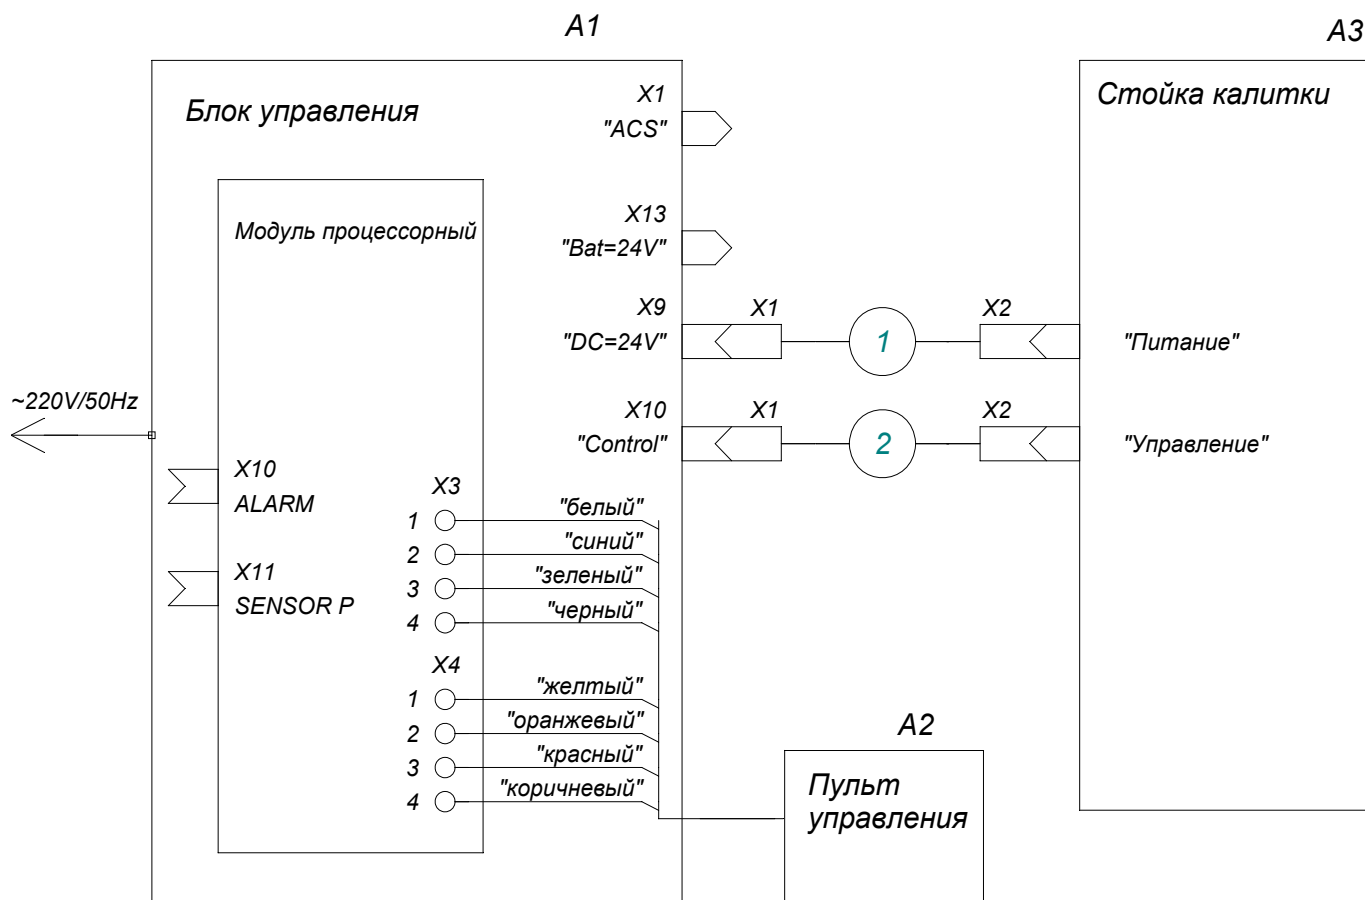 A1
A3
Блок управления
X1
"ACS"
Стойка калитки
Модуль процессорный
X13
"Bat=24V"
X9
"DC=24V"
X1
1
X2
"Питание"
~220V/50Hz
X10
"Control"
X1
2
X2
"Управление"
X10
ALARM
X3
1
"белый"
2
"синий"
3
"зеленый"
4
"черный"
X11
SENSOR P
X4
1
"желтый"
2
"оранжевый"
3
"красный"
4
"коричневый"
A2
Пульт
управления